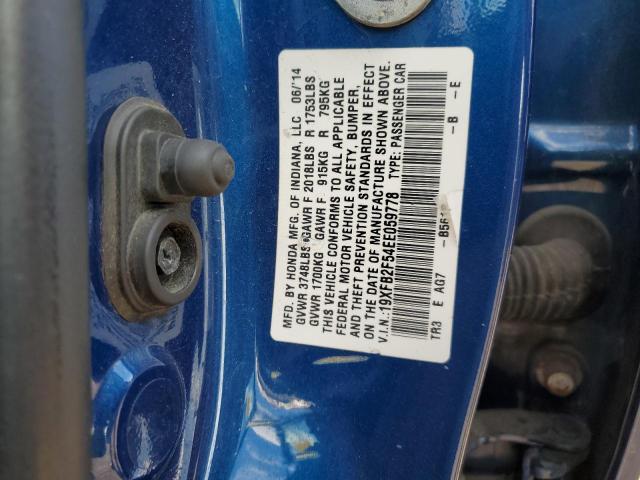 MFD. BY HONDA MFG. OF INDIANA, LLC 06/14
GVWR 3748LBS GAWR F 2018LBS R 1753LBS
GVWR 1700KG GAWR F 915KG R 795KG
THIS VEHICLE CONFORMS TO ALL APPLICABLE
FEDERAL MOTOR VEHICLE SAFETY, BUMPER,
AND THEFT PREVENTION STANDARDS IN EFFECT
ON THE DATE OF MANUFACTURE SHOWN ABOVE.
V.I.N.:19XFB2F54EE059778 TYPE: PASSENGER CAR
-B56 -B -E
TR3 E AG7